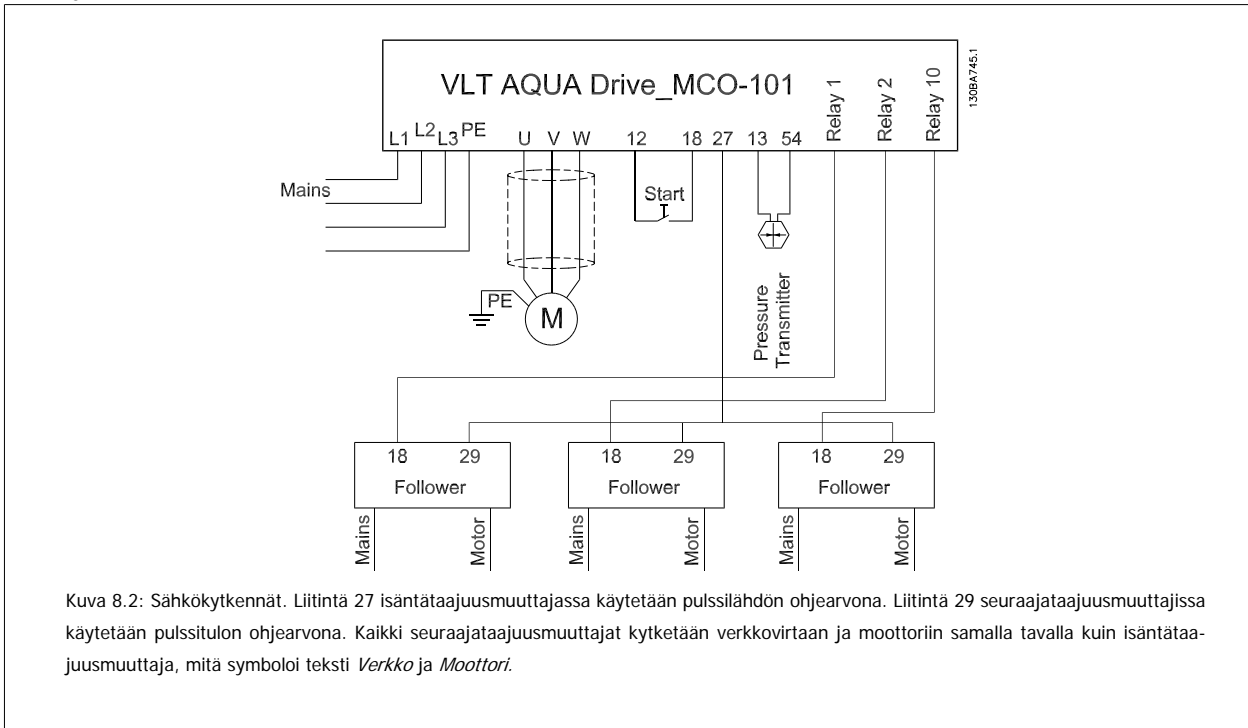 VLT AQUA Drive_MCO-101
Relay 1
Relay 2
Relay 10
130BA745.1
L1 L2 L3 PE U V W 12 18 27 13 54
Mains
Start
PE
M
Pressure
Transmitter
18 29
Follower
Mains
Motor
18 29
Follower
Mains
Motor
18 29
Follower
Mains
Motor
Kuva 8.2: Sähkökytkennät. Liitintä 27 isäntätaajuusmuuttajassa käytetään pulssilähdön ohjearvona. Liitintä 29 seuraajataajuusmuuttajissa
käytetään pulssitulon ohjearvona. Kaikki seuraajataajuusmuuttajat kytketään verkkovirtaan ja moottoriin samalla tavalla kuin isäntätaa-
juusmuuttaja, mitä symboloi teksti Verkko ja Moottori.